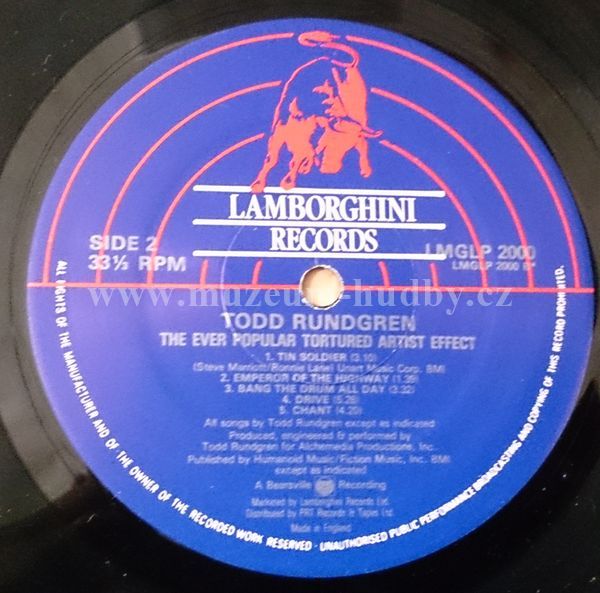 LAMBORGHINI
RECORDS
SIDE 2
33⅓ RPM
LMGLP 2000
LMGLP 2000 B
www.muzeum-hudby.cz
TODD RUNDGREN
THE EVER POPULAR TORTURED ARTIST EFFECT
1. TIN SOLDIER (3.10)
(Steve Marriott/Ronnie Lane) Unart Music Corp. BMI
2. EMPEROR OF THE HIGHWAY (1.39)
3. BANG THE DRUM ALL DAY (3.32)
4. DRIVE (5.25)
5. CHANT (4.20)
All songs by Todd Rundgren except as indicated
Produced, engineered & performed by
Todd Rundgren for Alchemedia Productions, Inc.
Published by Humanoid Music/Fiction Music, Inc. BMI
except as indicated
A Bearsville Recording
Marketed by Lamborghini Records Ltd.
Distributed by PRT Records & Tapes Ltd.
Made in England
ALL RIGHTS OF THE MANUFACTURER AND OF THE OWNER OF THE RECORDED WORK RESERVED · UNAUTHORISED PUBLIC PERFORMANCE BROADCASTING AND COPYING OF THIS RECORD PROHIBITED.